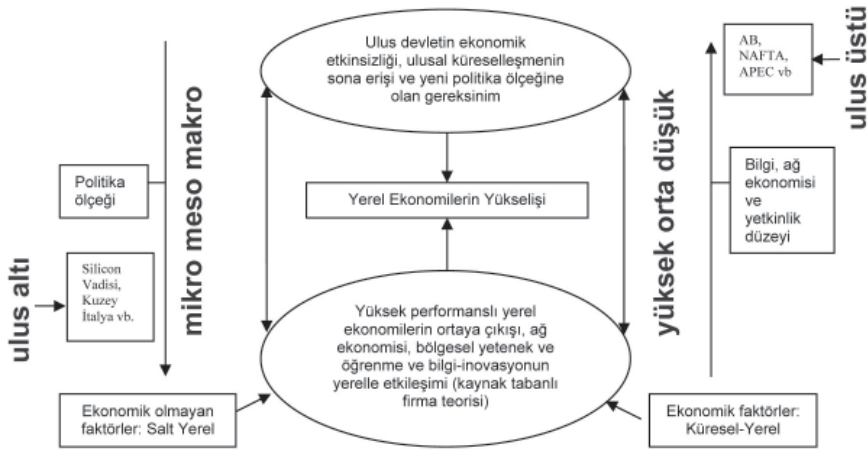 Ulus devletin ekonomik
etkinsizliği, ulusal küreselleşmenin
sona erişi ve yeni politika ölçeğine
olan gereksinim
AB,
NAFTA,
APEC vb
ulus üstü
mikro meso makro
yüksek orta düşük
Politika
ölçeği
Yerel Ekonomilerin Yükselişi
Bilgi, ağ
ekonomisi
ve
yetkinlik
düzeyi
ulus altı
Silicon
Vadisi,
Kuzey
İtalya vb.
Yüksek performanslı yerel
ekonomilerin ortaya çıkışı, ağ
ekonomisi, bölgesel yetenek ve
öğrenme ve bilgi-inovasyonun
yerelle etkileşimi (kaynak tabanlı
firma teorisi)
Ekonomik olmayan
faktörler: Salt Yerel
Ekonomik faktörler:
Küresel-Yerel